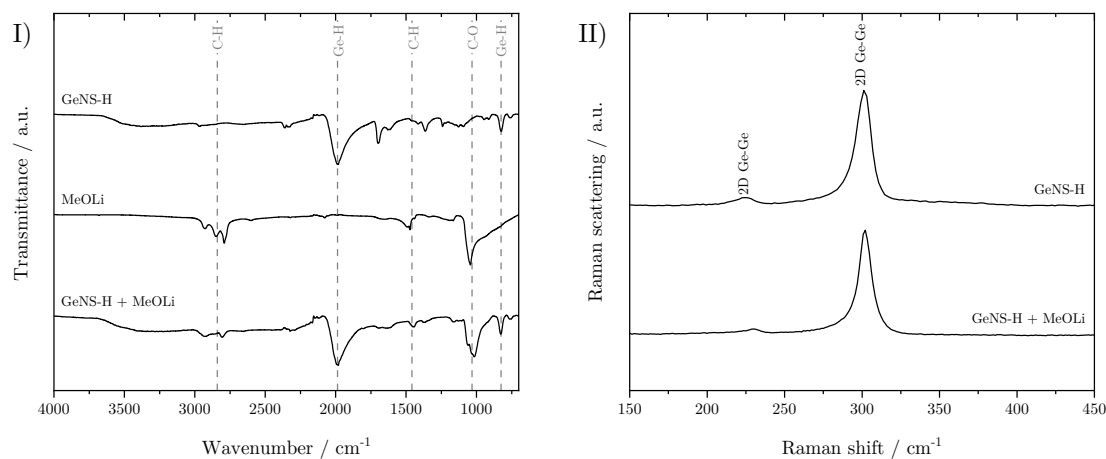 I)
C-H
Ge-H
C-H
C-O
Ge-H
GeNS-H
MeOLi
GeNS-H + MeOLi
Transmittance / a.u.
4000 3500 3000 2500 2000 1500 1000
Wavenumber / cm-1
II)
2D Ge-Ge
2D Ge-Ge
GeNS-H
GeNS-H + MeOLi
Raman scattering / a.u.
150 200 250 300 350 400 450
Raman shift / cm-1